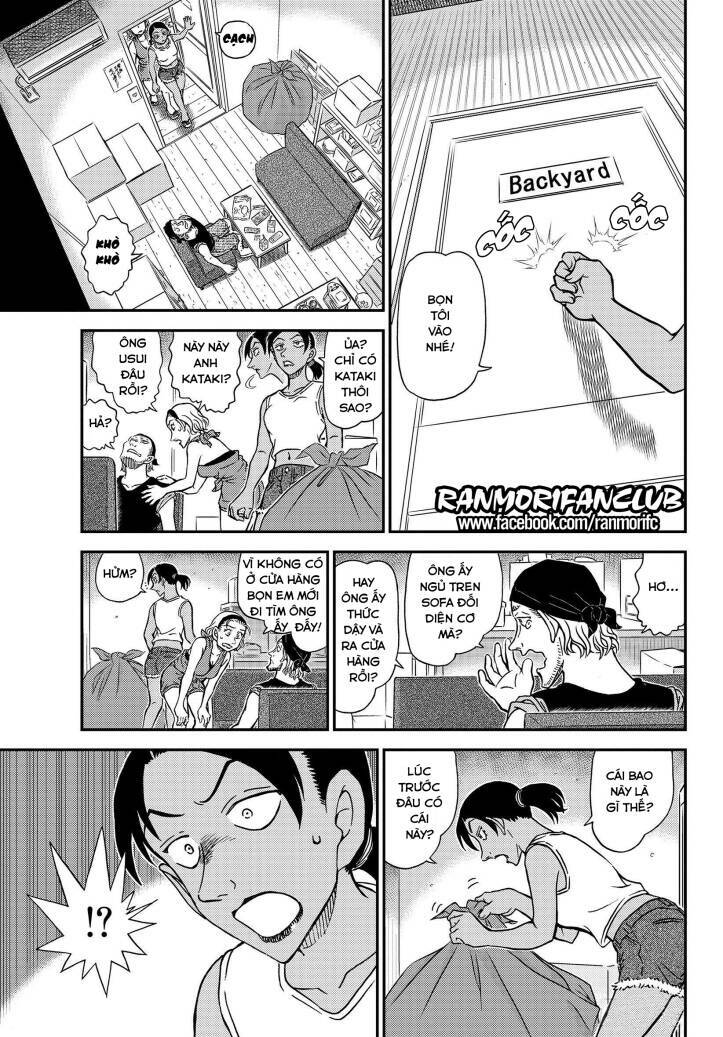 Backyard
CỐC
CỐC
BỌN
TÔI
VÀO
NHÉ!
CẠCH
KHÒ
KHÒ
ỦA?
CHỈ CÓ
KATAKI
THÔI
SAO?
NÀY NÀY
ANH
KATAKI?
ÔNG
USUI
ĐÂU
RỒI?
HẢ?
RANMORIFANCLUB
www.facebook.com/ranmorifc
HƠ...
ÔNG ẤY
NGỦ TREN
SOFA ĐỐI
DIỆN CƠ
MÀ?
HAY
ÔNG ẤY
THỨC
DẬY VÀ
RA CỬA
HÀNG
RỒI?
VÌ KHÔNG CÓ
Ở CỬA HÀNG
BỌN EM MỚI
ĐI TÌM ÔNG
ẤY ĐẤY!
HỬM?
CÁI BAO
NÀY LÀ
GÌ THẾ?
LÚC
TRƯỚC
ĐÂU CÓ
CÁI
NÀY?
!?